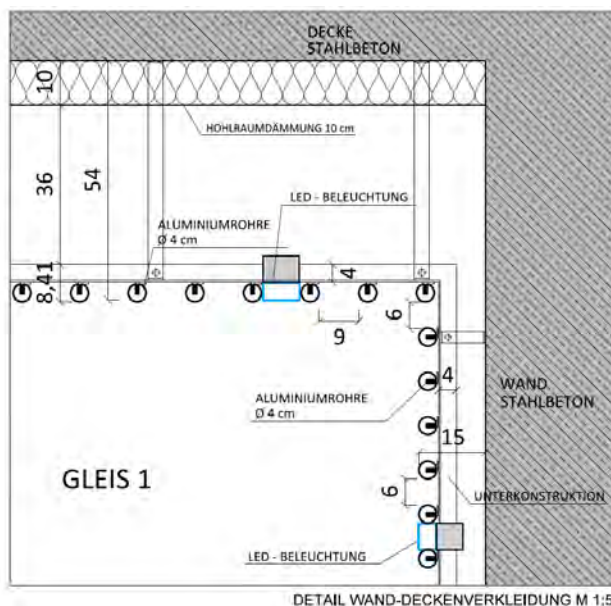 DECKE
STAHLBETON
10
HOHLRAUMDÄMMUNG 10 cm
36
54
LED - BELEUCHTUNG
ALUMINIUMROHRE
Ø 4 cm
8,41
4
9
6
ALUMINIUMROHRE
Ø 4 cm
4
WAND
STAHLBETON
15
GLEIS 1
6
UNTERKONSTRUKTION
LED - BELEUCHTUNG
DETAIL WAND-DECKENVERKLEIDUNG M 1:5